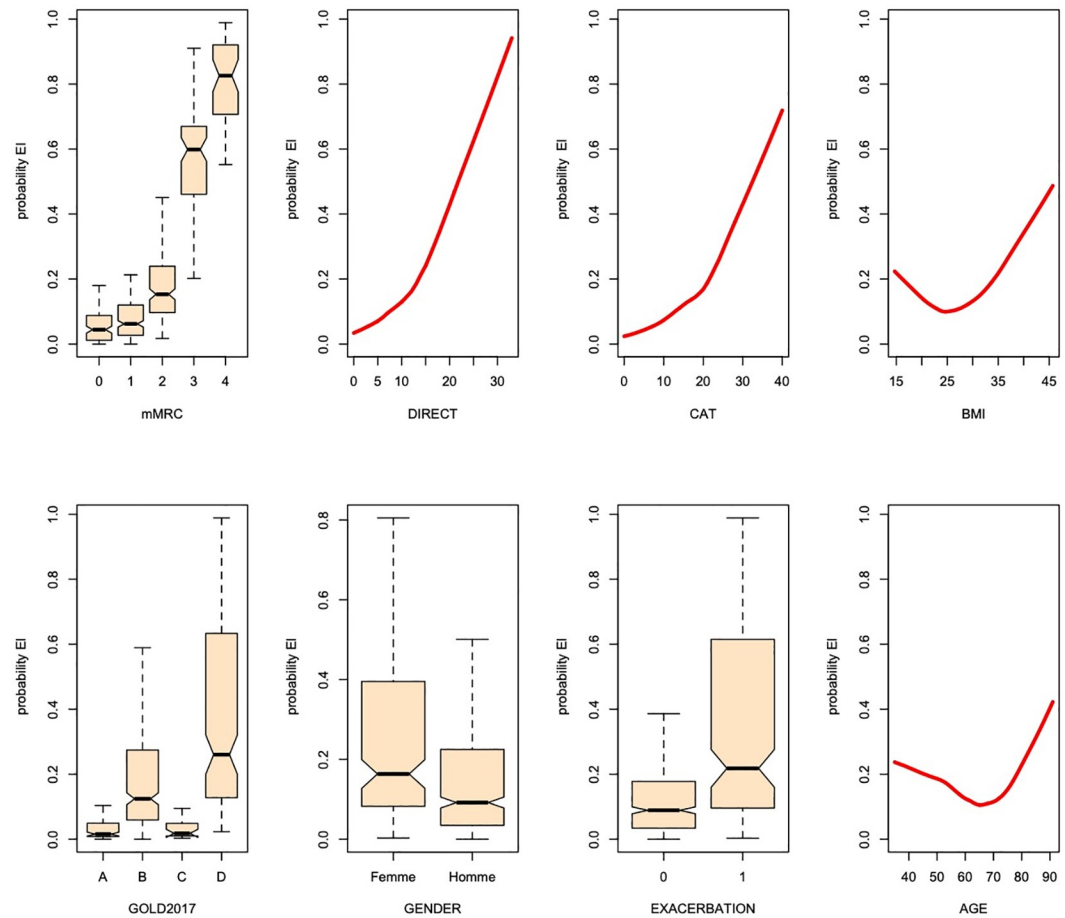 probability EI
1.0
0.8
0.6
0.4
0.2
0.0
0 1 2 3 4
mMRC
probability EI
1.0
0.8
0.6
0.4
0.2
0.0
0 5 10 20 30
DIRECT
probability EI
1.0
0.8
0.6
0.4
0.2
0.0
0 10 20 30 40
CAT
probability EI
1.0
0.8
0.6
0.4
0.2
0.0
15 25 35 45
BMI
probability EI
1.0
0.8
0.6
0.4
0.2
0.0
A B C D
GOLD2017
probability EI
0.8
0.6
0.4
0.2
0.0
Femme Homme
GENDER
probability EI
1.0
0.8
0.6
0.4
0.2
0.0
0 1
EXACERBATION
probability EI
1.0
0.8
0.6
0.4
0.2
0.0
40 50 60 70 80 90
AGE